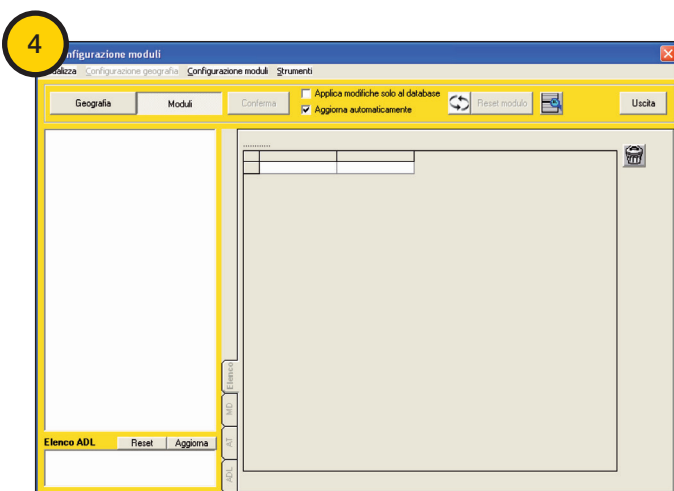 4
nfigurazione moduli
alizza Configurazione geografia Configurazione moduli Strumenti
Geografia Moduli Conferma Applica modifiche solo al database Reset modulo Uscita
Aggiorna automaticamente
............
Elenco
MD
AT
ADL
Elenco ADL Reset Aggiorna